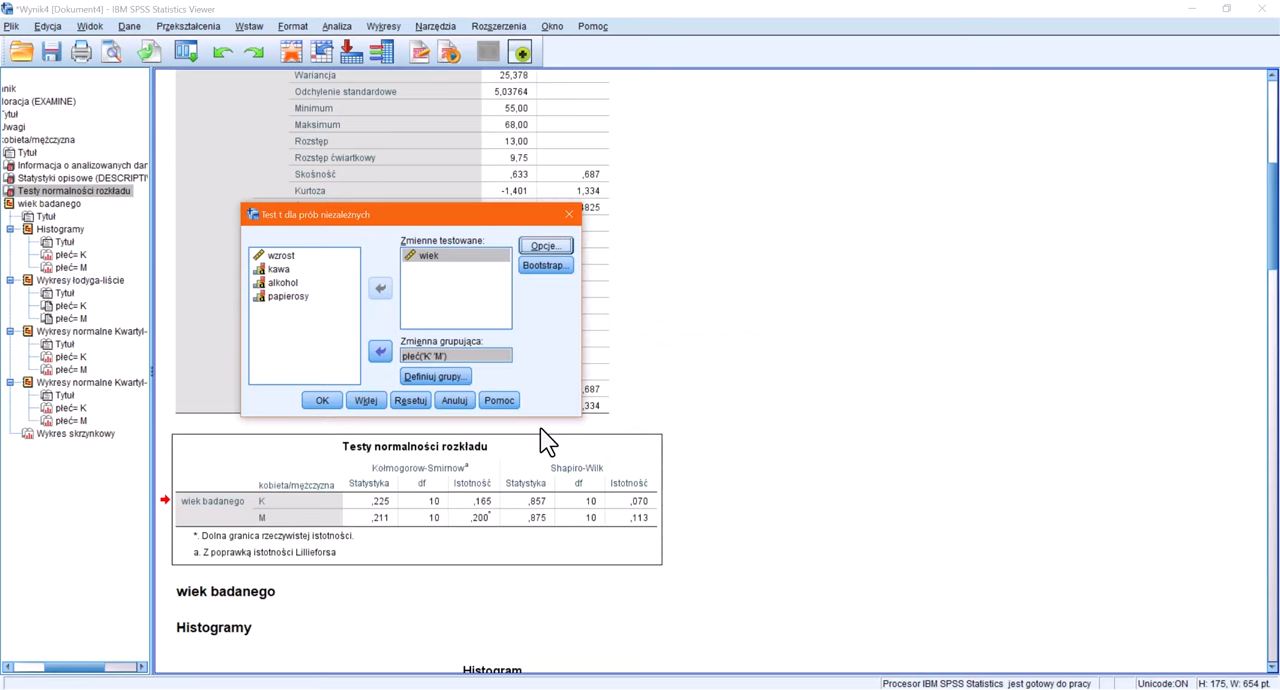 *Wynik4 [Dokument4] - IBM SPSS Statistics Viewer
Plik Edycja Widok Dane Przekształcenia Wstaw Format Analiza Wykresy Narzędzia Rozszerzenia Okno Pomoc
nik
loracja (EXAMINE)
ytuł
Uwagi
kobieta/mężczyzna
Tytuł
Informacja o analizowanych dan
Statystyki opisowe (DESCRIPTI
Testy normalności rozkładu
wiek badanego
Tytuł
Histogramy
Tytuł
płeć= K
płeć= M
Wykresy łodyga-liście
Tytuł
płeć= K
płeć= M
Wykresy normalne Kwartyl-
Tytuł
płeć= K
płeć= M
Wykresy normalne Kwartyl-
Tytuł
płeć= K
płeć= M
Wykres skrzynkowy
Wariancja 25,378
Odchylenie standardowe 5,03764
Minimum 55,00
Maksimum 68,00
Rozstęp 13,00
Rozstęp ćwiartkowy 9,75
Skośność ,633 ,687
Kurtoza -1,401 1,334
4825
,687
,334
Test t dla prób niezależnych
wzrost
kawa
alkohol
papierosy
Zmienne testowane:
wiek
Opcje...
Bootstrap...
Zmienna grupująca:
płeć('K' 'M')
Definiuj grupy...
OK Wklej Resetuj Anuluj Pomoc
Testy normalności rozkładu
Kołmogorow-Smirnowa Shapiro-Wilk
kobieta/mężczyzna Statystyka df Istotność Statystyka df Istotność
wiek badanego K ,225 10 ,165 ,857 10 ,070
M ,211 10 ,200* ,875 10 ,113
*. Dolna granica rzeczywistej istotności.
a. Z poprawką istotności Lillieforsa
wiek badanego
Histogramy
Histogram
Procesor IBM SPSS Statistics jest gotowy do pracy Unicode:ON H: 175, W: 654 pt.